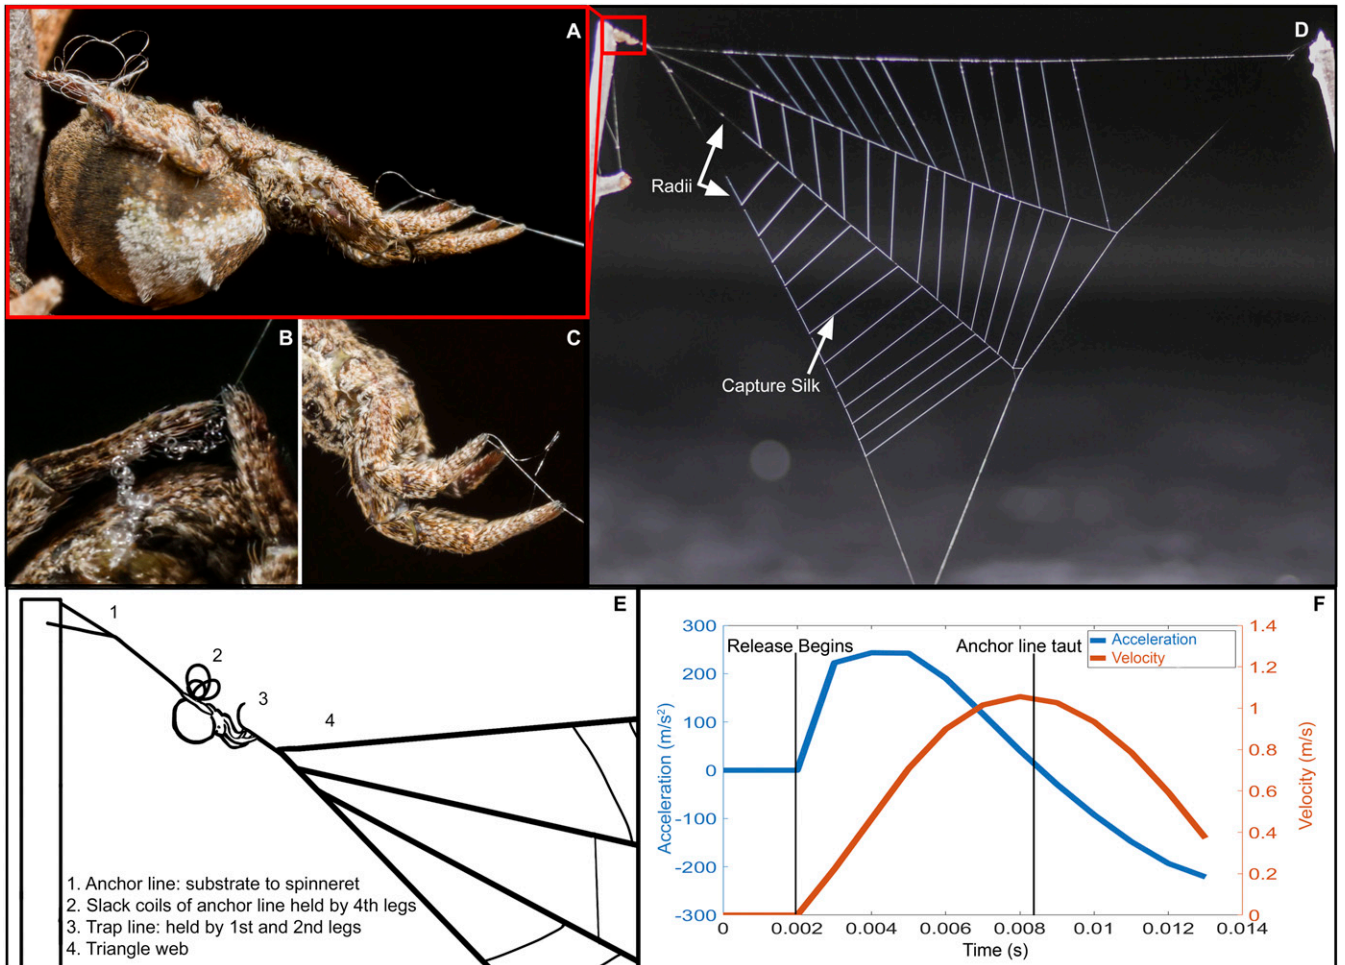 A
B
C
D
Radii
Capture Silk
E
1
2
3
4
1. Anchor line: substrate to spinneret
2. Slack coils of anchor line held by 4th legs
3. Trap line: held by 1st and 2nd legs
4. Triangle web
F
Release Begins
Anchor line taut
Acceleration
Velocity
300
200
100
0
-100
-200
-300
Acceleration (m/s²)
1.4
1.2
1
0.8
0.6
0.4
0.2
0
Velocity (m/s)
0 0.002 0.004 0.006 0.008 0.01 0.012 0.014
Time (s)